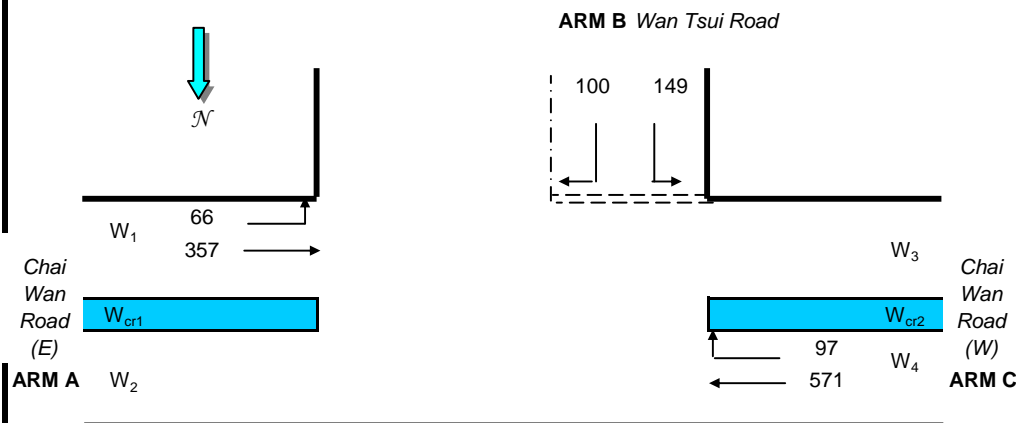 ARM B Wan Tsui Road
100 149
N
66
W1
357
W3
Chai
Wan
Road
(E)
Wcr1
Chai
Wan
Road
(W)
Wcr2
97
W4
571
ARM A
W2
ARM C